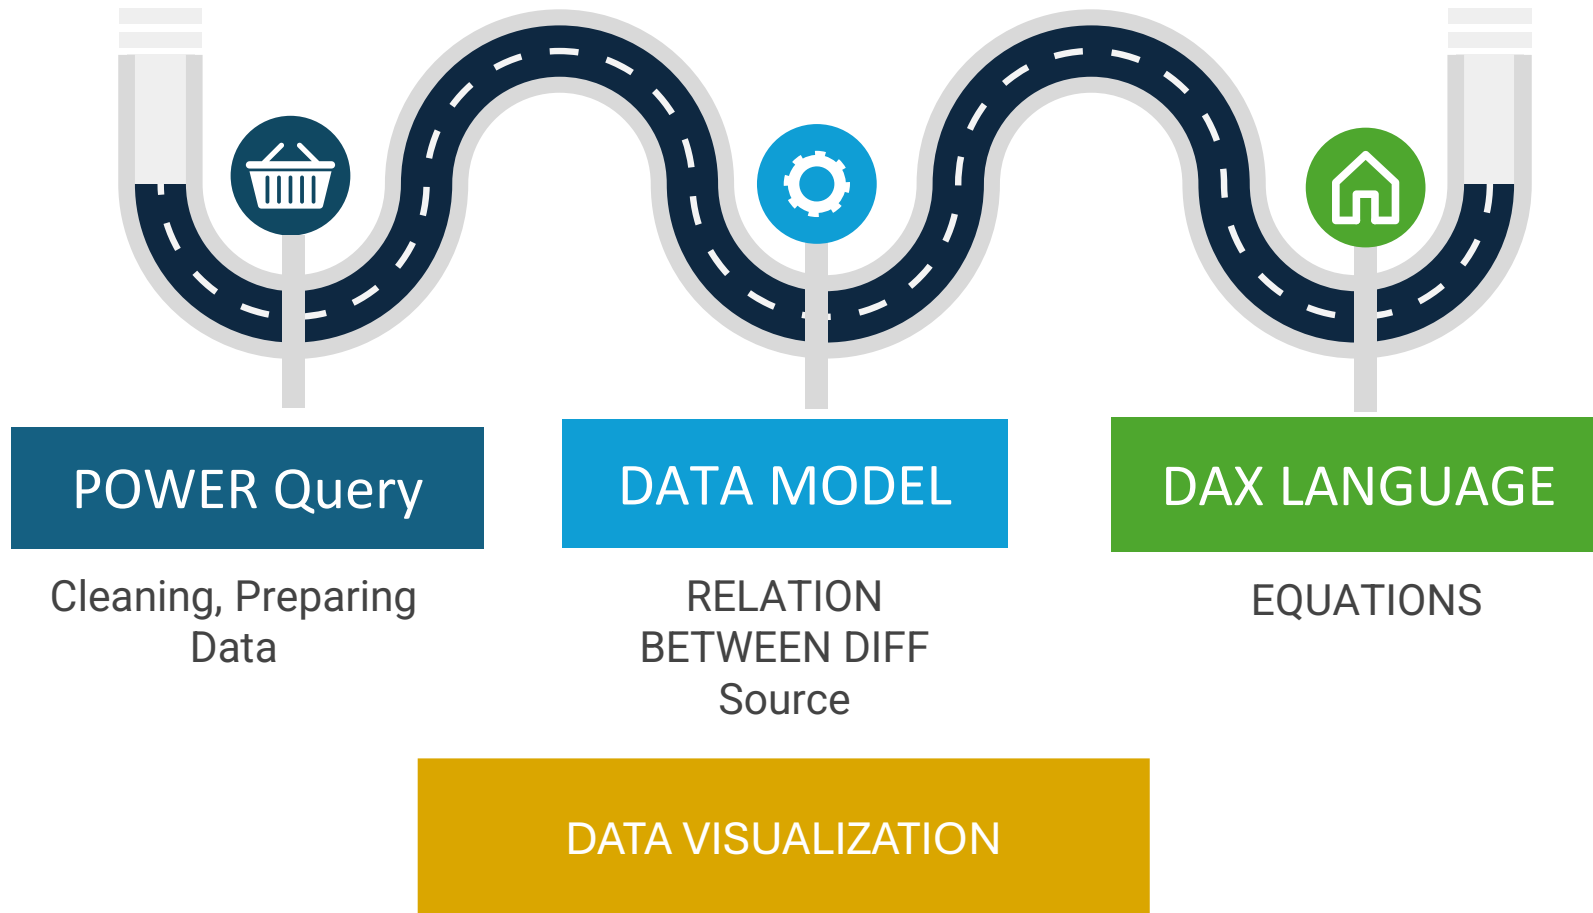 POWER Query
DATA MODEL
DAX LANGUAGE
Cleaning, Preparing
Data
RELATION
BETWEEN DIFF
Source
EQUATIONS
DATA VISUALIZATION